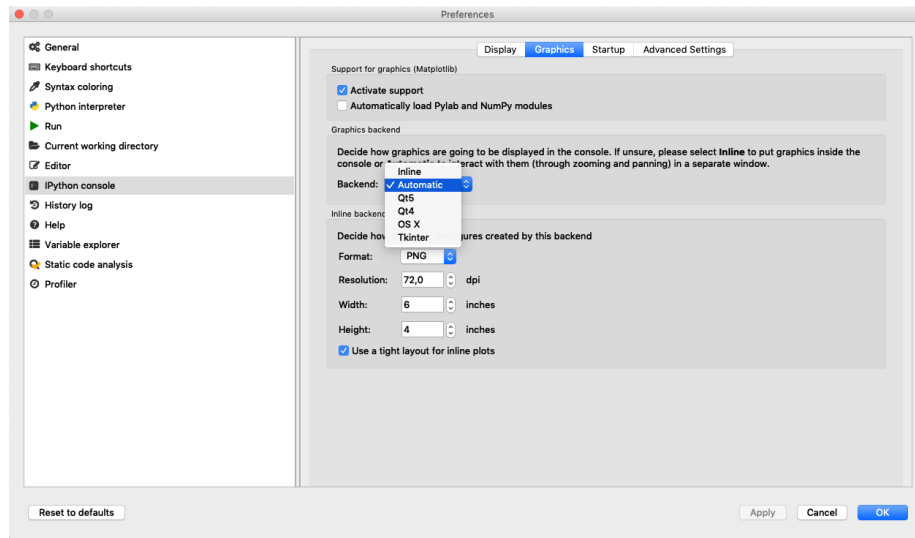 Preferences
General
Keyboard shortcuts
Syntax coloring
Python interpreter
Run
Current working directory
Editor
IPython console
History log
Help
Variable explorer
Static code analysis
Profiler
Display Graphics Startup Advanced Settings
Support for graphics (Matplotlib)
Activate support
Automatically load Pylab and NumPy modules
Graphics backend
Decide how graphics are going to be displayed in the console. If unsure, please select Inline to put graphics inside the
console or interact with them (through zooming and panning) in a separate window.
Backend:
Inline
Automatic
Qt5
Qt4
OS X
Tkinter
Inline backend
Decide how figures created by this backend
Format: PNG
Resolution: 72,0 dpi
Width: 6 inches
Height: 4 inches
Use a tight layout for inline plots
Reset to defaults
Apply Cancel OK